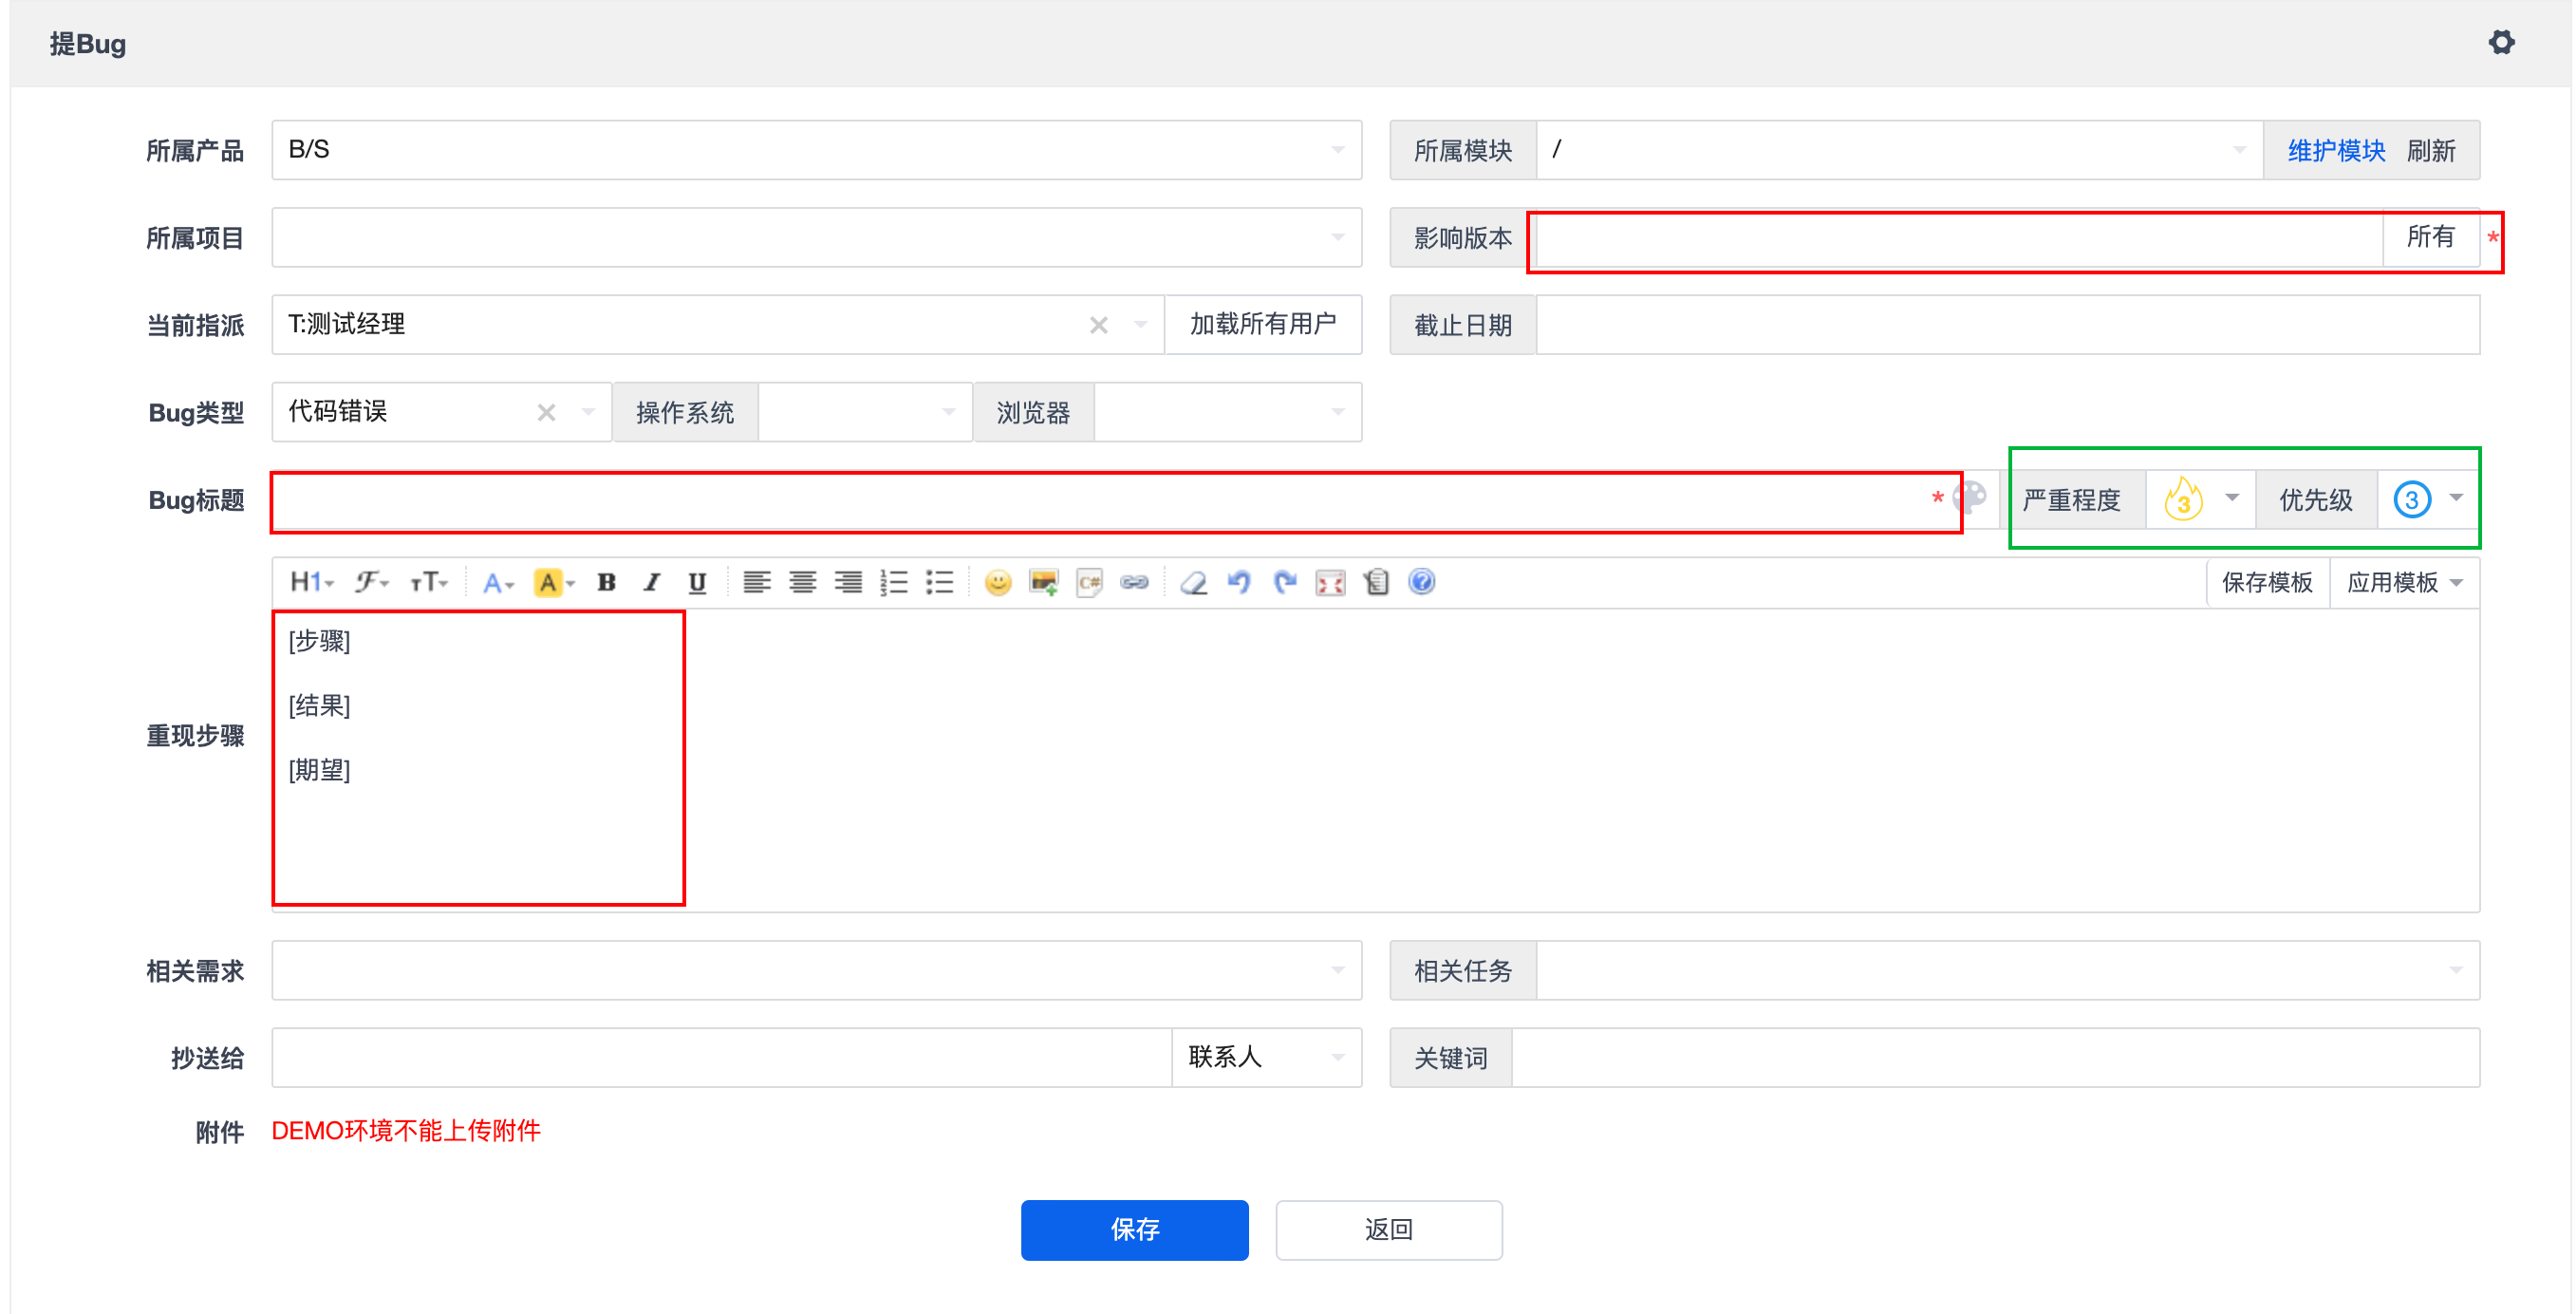 提Bug
所属产品 B/S 所属模块 / 维护模块 刷新
所属项目 影响版本 所有 *
当前指派 T:测试经理 加载所有用户 截止日期
Bug类型 代码错误 操作系统 浏览器
Bug标题 * 严重程度 3 优先级 3
H1 F TT A A B I U C# 保存模板 应用模板
[步骤]
[结果]
重现步骤
[期望]
相关需求 相关任务
抄送给 联系人 关键词
附件 DEMO环境不能上传附件
保存 返回